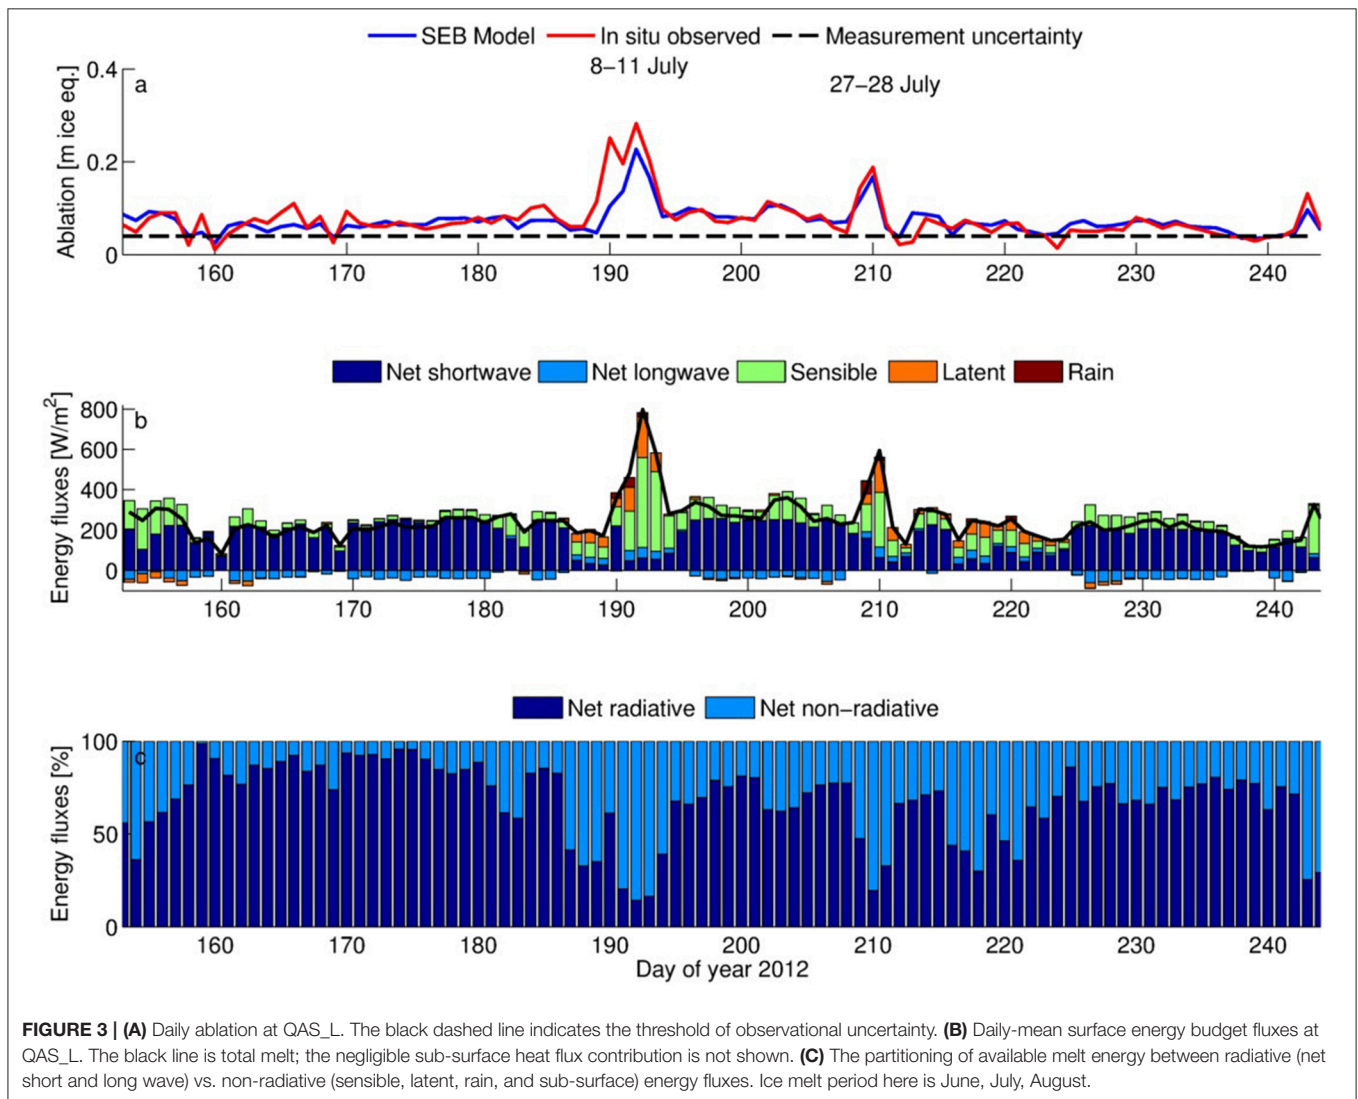 SEB Model In situ observed Measurement uncertainty
8–11 July
27–28 July
a
Ablation [m ice eq.]
0.4
0.2
0
160 170 180 190 200 210 220 230 240
Net shortwave Net longwave Sensible Latent Rain
b
Energy fluxes [W/m²]
800
600
400
200
0
160 170 180 190 200 210 220 230 240
Net radiative Net non−radiative
c
Energy fluxes [%]
100
50
0
160 170 180 190 200 210 220 230 240
Day of year 2012
FIGURE 3 | (A) Daily ablation at QAS_L. The black dashed line indicates the threshold of observational uncertainty. (B) Daily-mean surface energy budget fluxes at
QAS_L. The black line is total melt; the negligible sub-surface heat flux contribution is not shown. (C) The partitioning of available melt energy between radiative (net
short and long wave) vs. non-radiative (sensible, latent, rain, and sub-surface) energy fluxes. Ice melt period here is June, July, August.